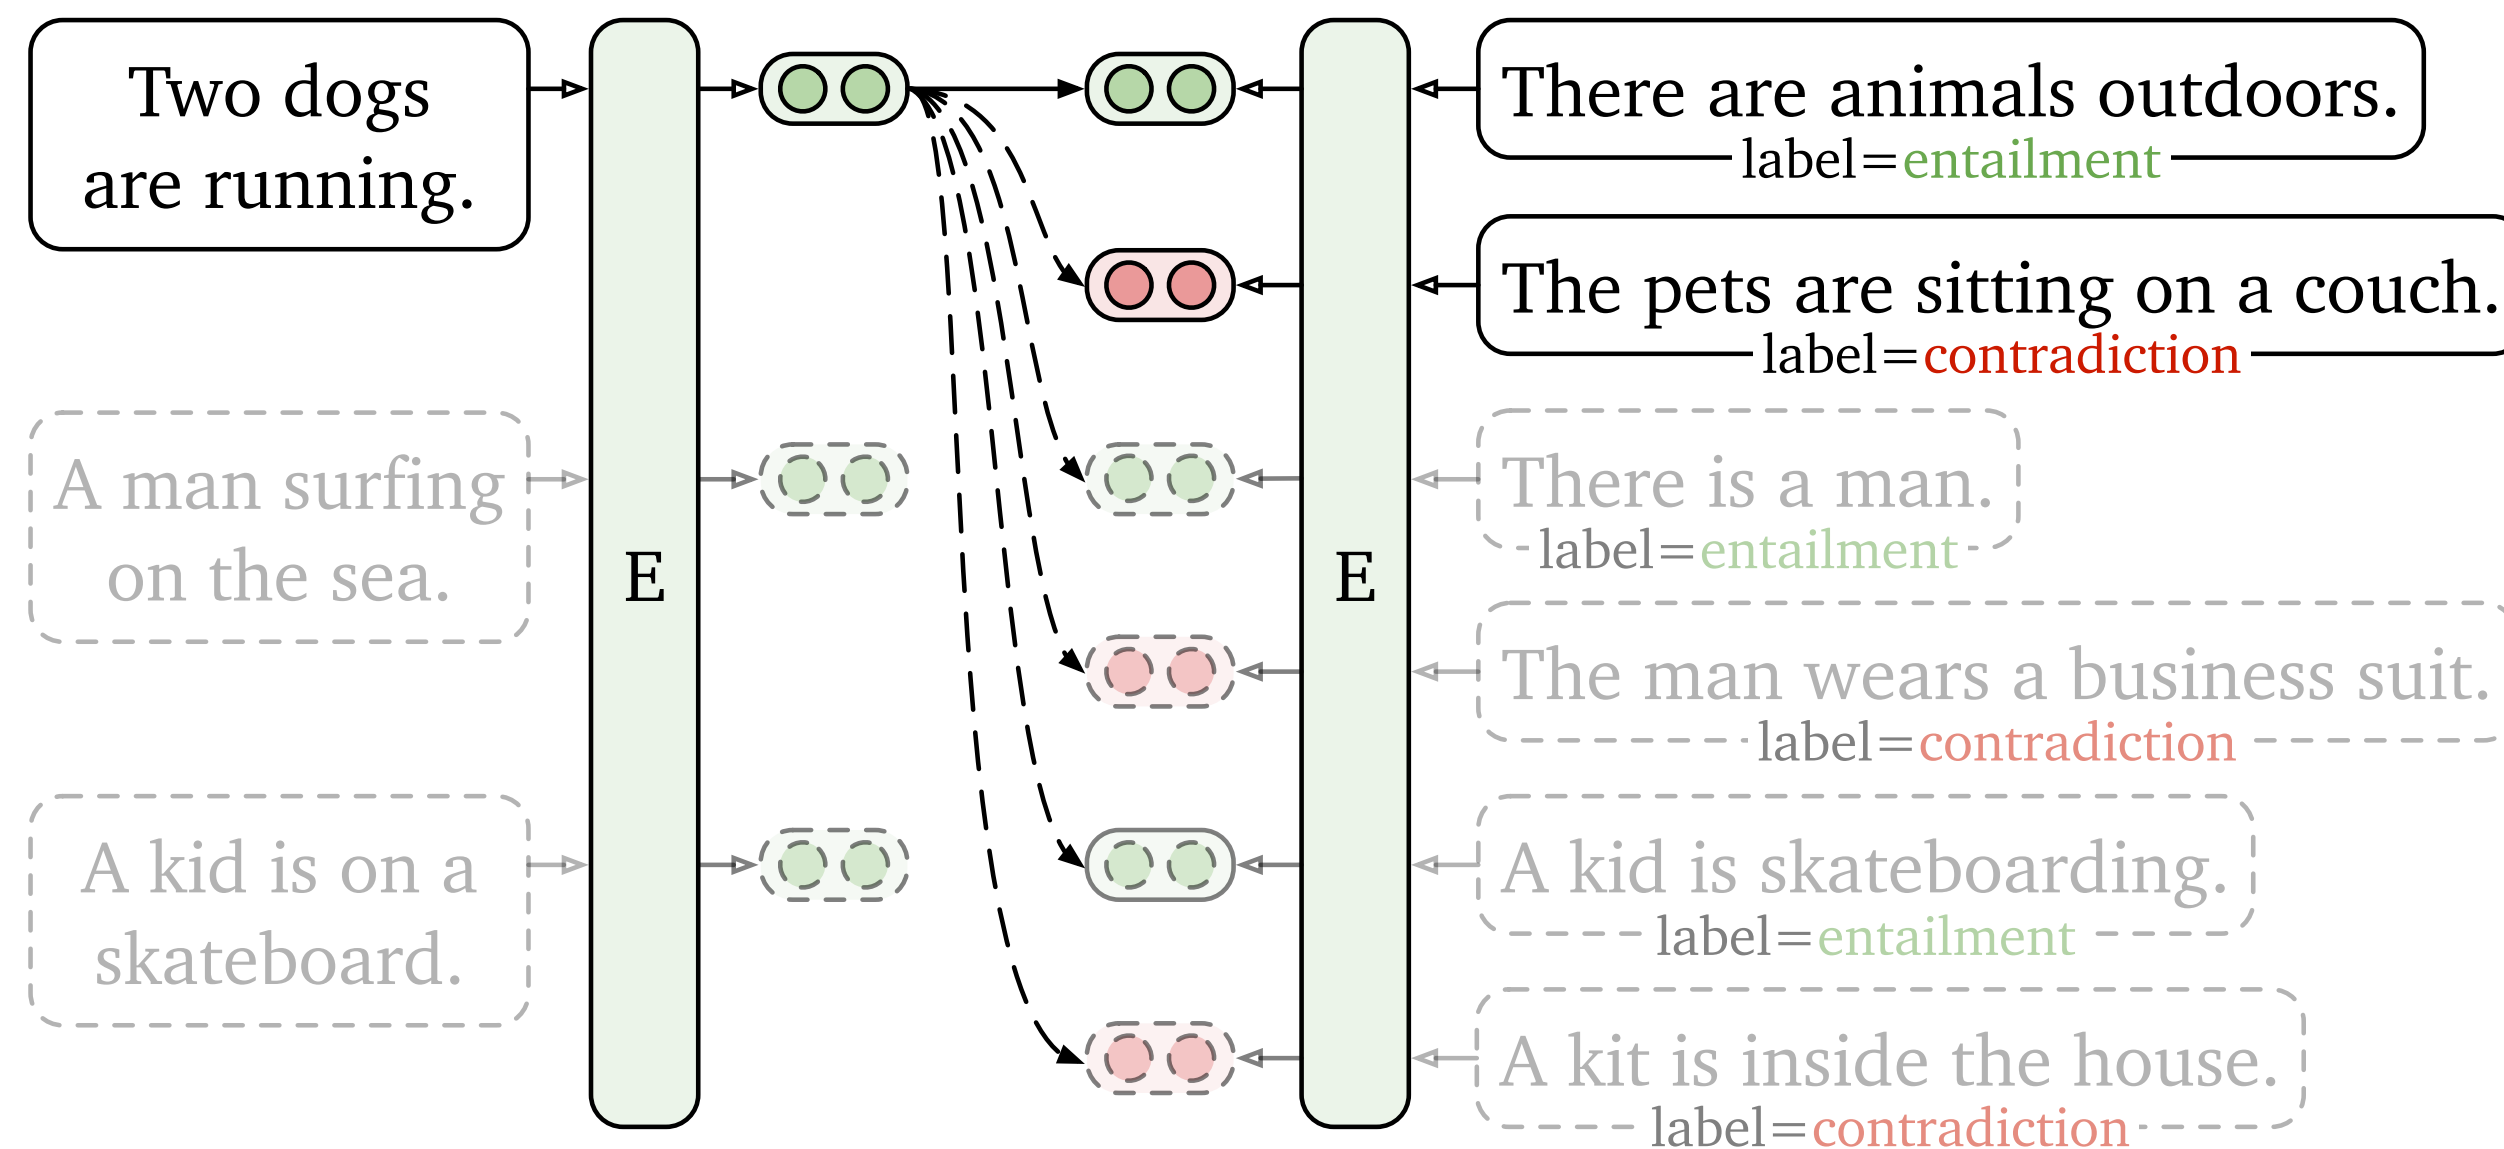 Two dogs
are running.
A man surfing
on the sea.
A kid is on a
skateboard.
E
E
There are animals outdoors.
label=entailment
The pets are sitting on a couch.
label=contradiction
There is a man.
label=entailment
The man wears a business suit.
label=contradiction
A kid is skateboarding.
label=entailment
A kit is inside the house.
label=contradiction